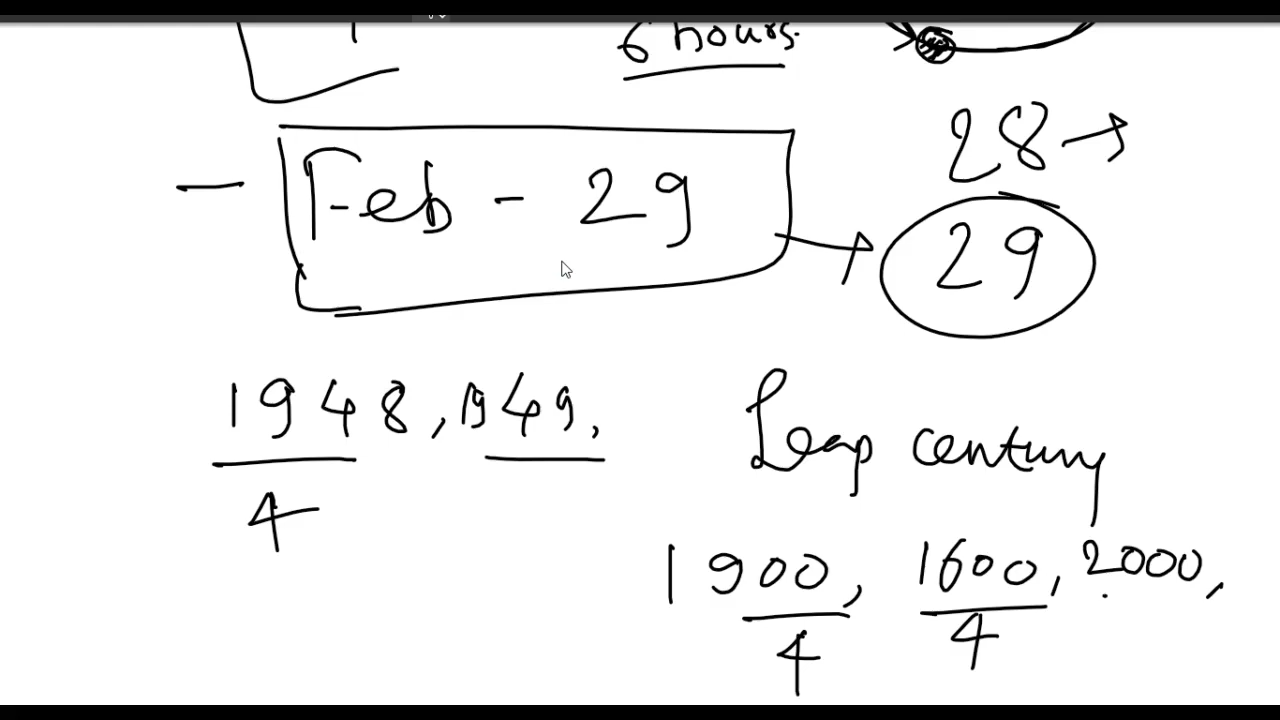 6 hours.
28 →
Feb - 29
29
1948, 1949,
4
Leap century
1900, 1600, 2000,
4 4